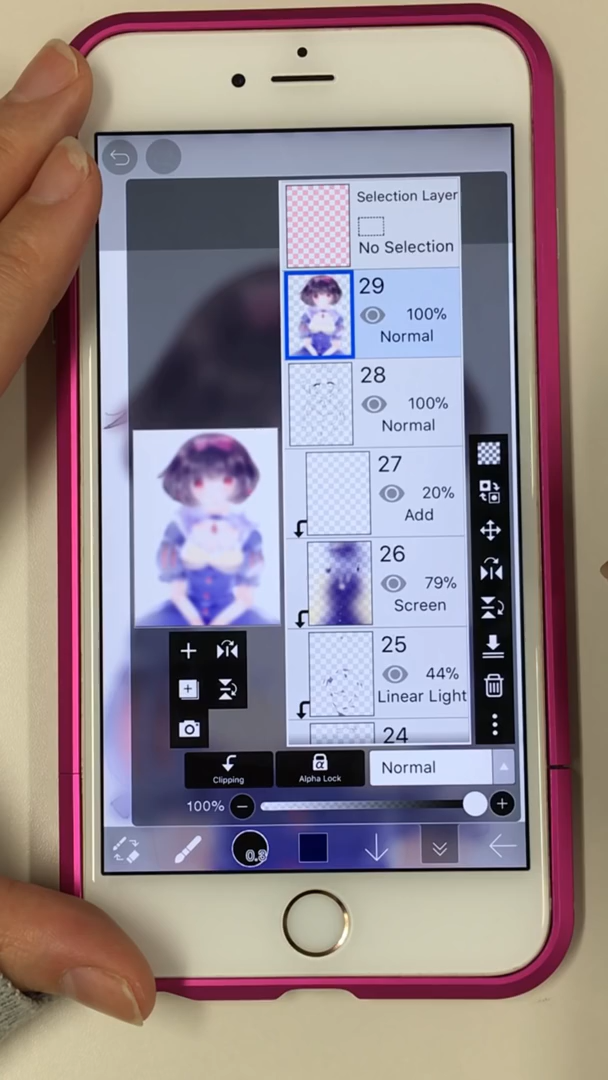 Selection Layer
No Selection
29
100%
Normal
28
100%
Normal
27
20%
Add
26
79%
Screen
25
44%
Linear Light
24
Clipping
α
Alpha Lock
Normal
100%
0.8